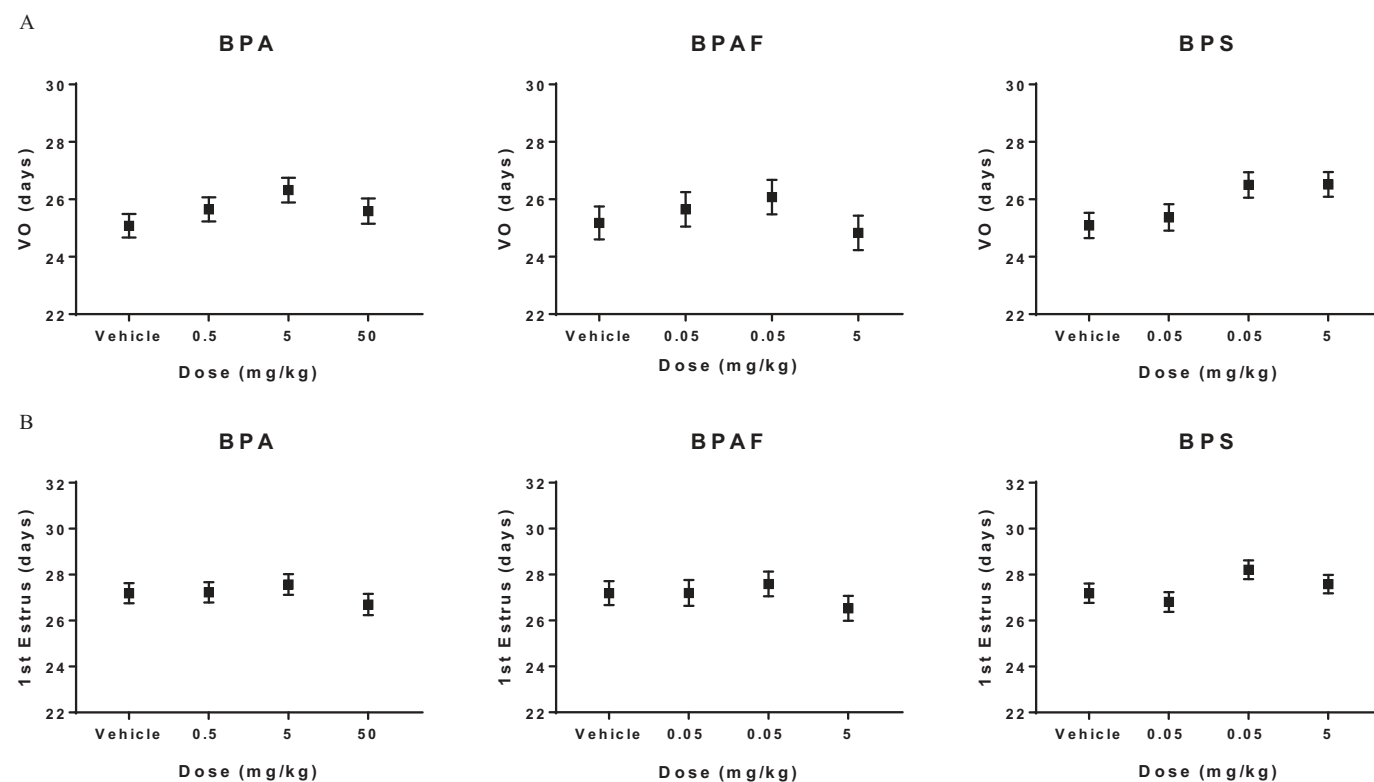 A
BPA
BPAF
BPS
VO (days)
30
28
26
24
22
Vehicle 0.5 5 50
Dose (mg/kg)
VO (days)
30
28
26
24
22
Vehicle 0.05 0.05 5
Dose (mg/kg)
VO (days)
30
28
26
24
22
Vehicle 0.05 0.05 5
Dose (mg/kg)
B
BPA
BPAF
BPS
1st Estrus (days)
32
30
28
26
24
22
Vehicle 0.5 5 50
Dose (mg/kg)
1st Estrus (days)
32
30
28
26
24
22
Vehicle 0.05 0.05 5
Dose (mg/kg)
1st Estrus (days)
32
30
28
26
24
22
Vehicle 0.05 0.05 5
Dose (mg/kg)